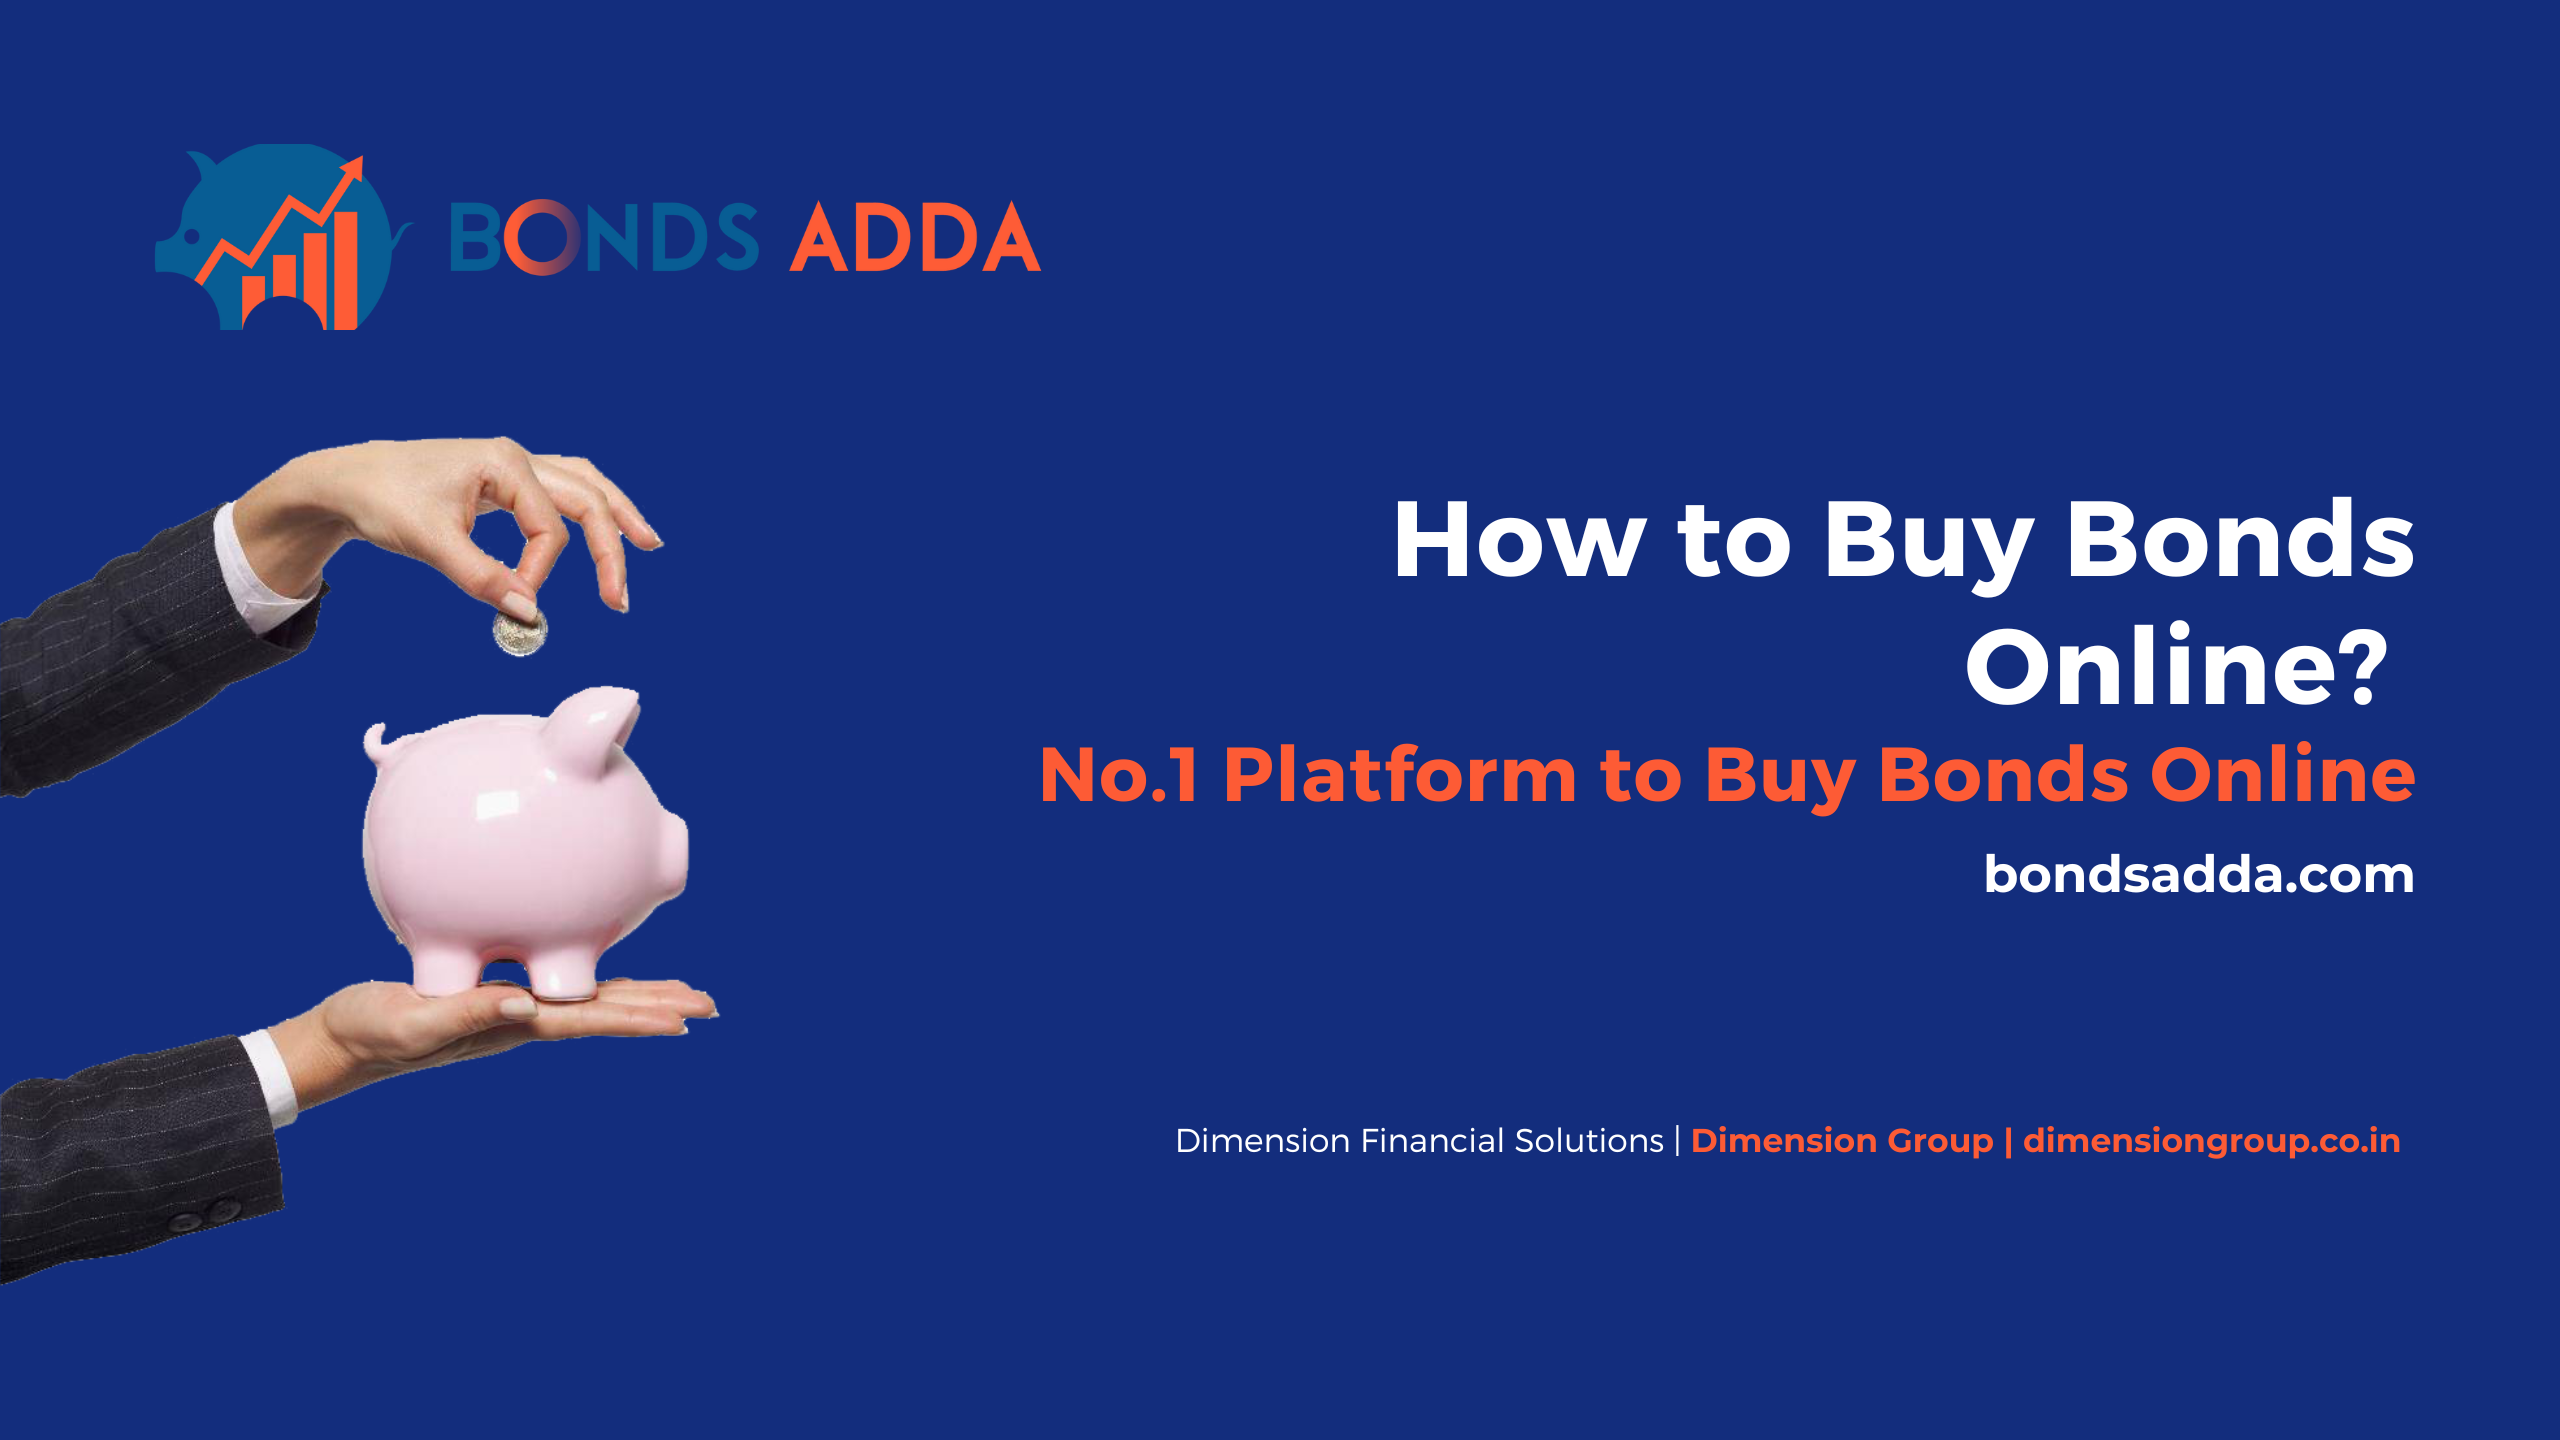 BONDS ADDA
How to Buy Bonds
Online?
No.1 Platform to Buy Bonds Online
bondsadda.com
Dimension Financial Solutions | Dimension Group | dimensiongroup.co.in